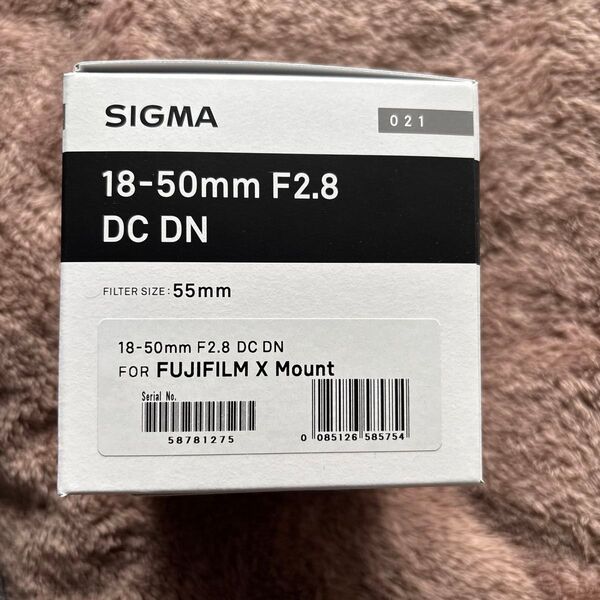 SIGMA
021
18-50mm F2.8
DC DN
FILTER SIZE: 55mm
18-50mm F2.8 DC DN
FOR FUJIFILM X Mount
Serial No.
58781275
0 085126 585754